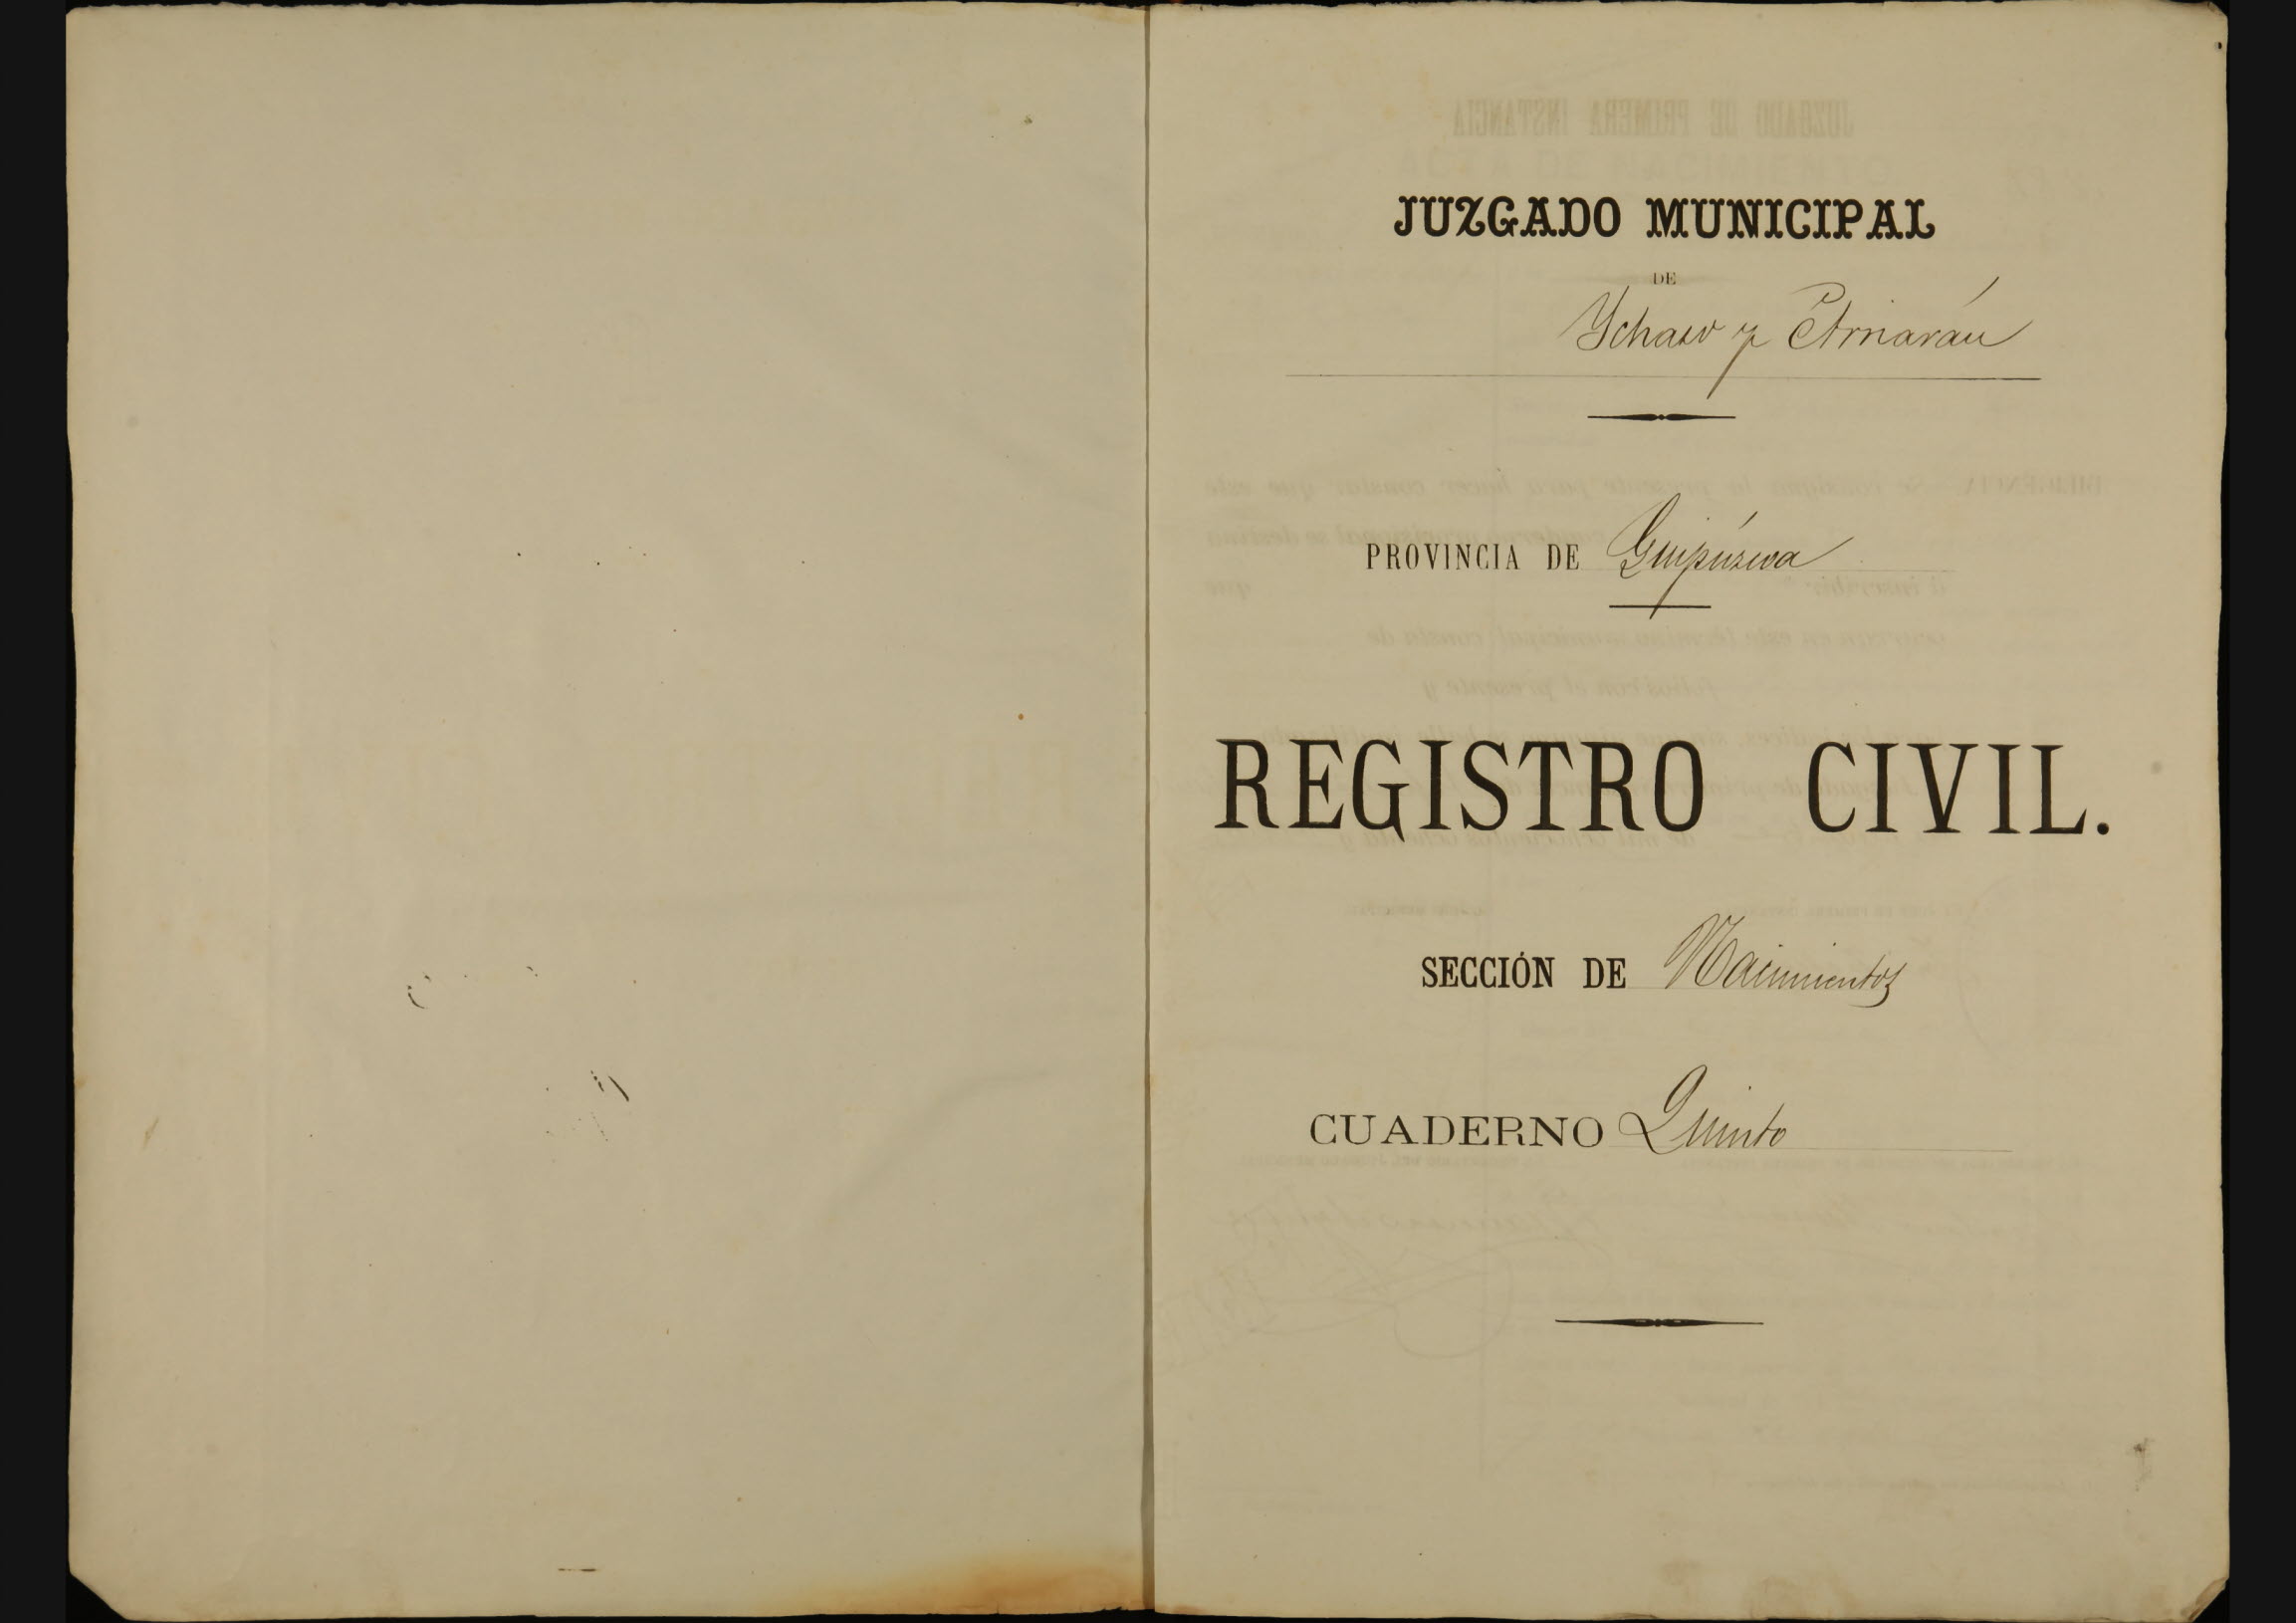 JUZGADO MUNICIPAL
DE
Ychaso y Arriarán
PROVINCIA DE Guipúzcoa
REGISTRO CIVIL.
SECCIÓN DE Nacimientos
CUADERNO Quinto